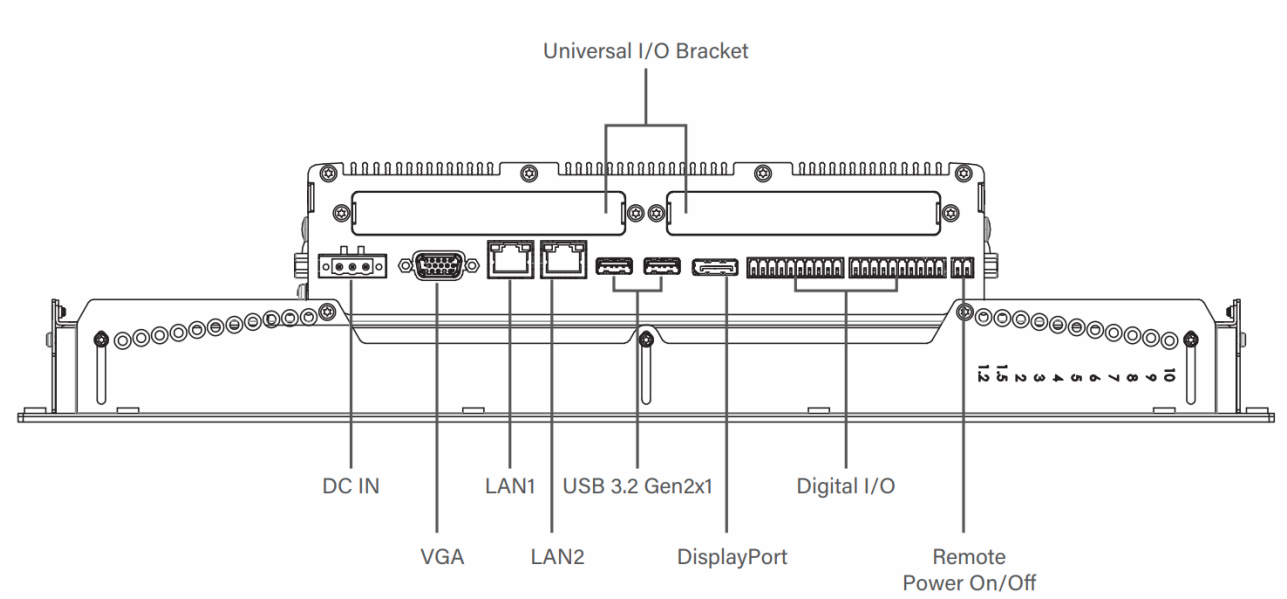 Universal I/O Bracket
1.2
1.5
2
3
4
5
6
7
8
9
10
DC IN
LAN1
USB 3.2 Gen2x1
Digital I/O
VGA
LAN2
DisplayPort
Remote
Power On/Off